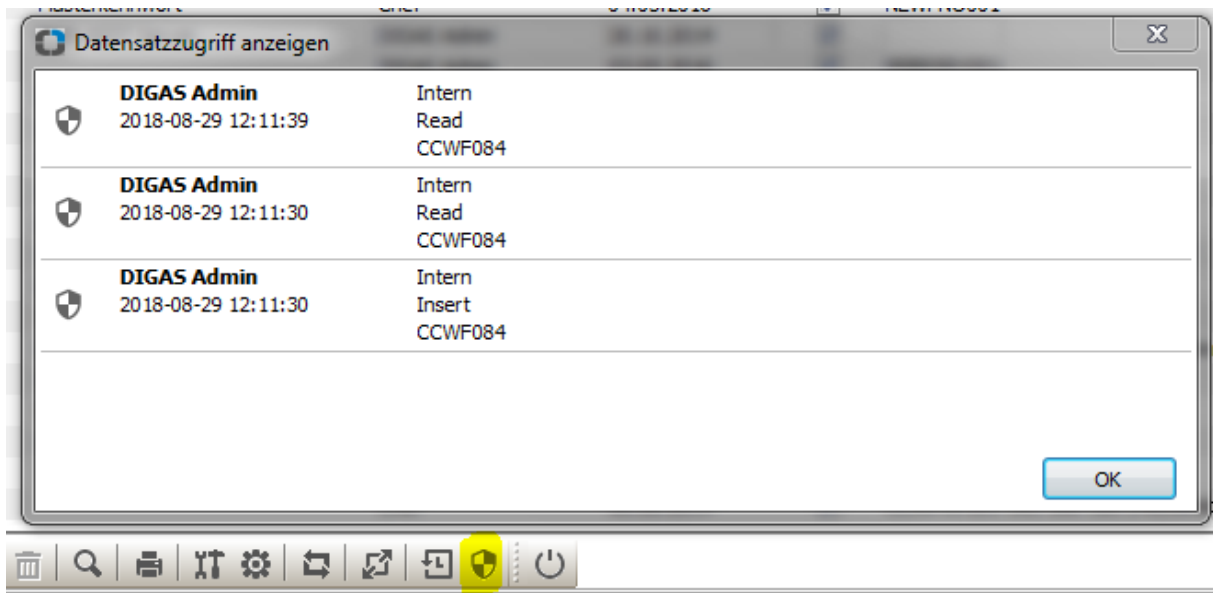 Datensatzzugriff anzeigen
DIGAS Admin Intern
2018-08-29 12:11:39 Read
CCWF084
DIGAS Admin Intern
2018-08-29 12:11:30 Read
CCWF084
DIGAS Admin Intern
2018-08-29 12:11:30 Insert
CCWF084
OK